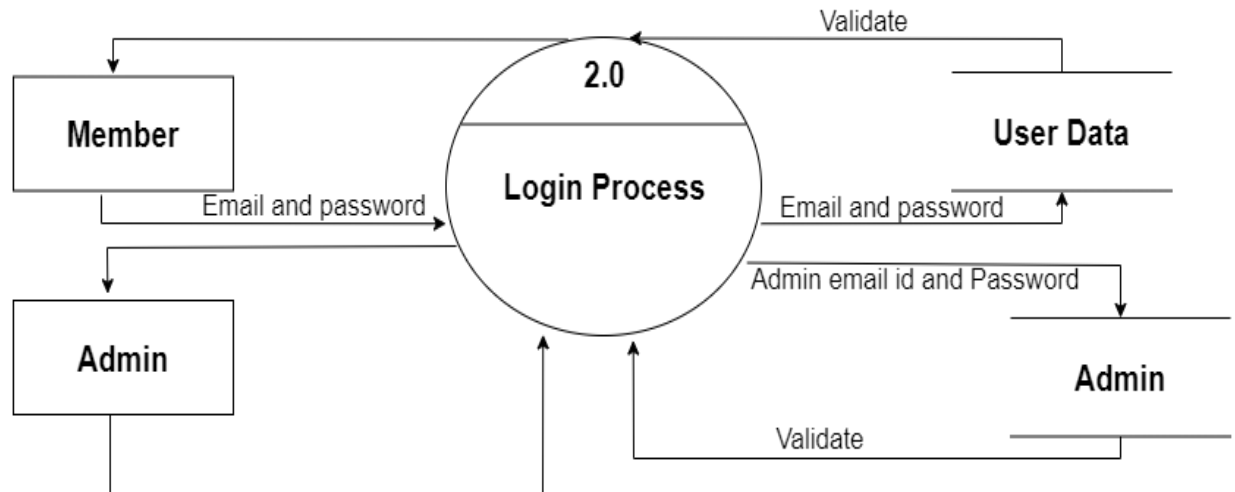 Validate
2.0
Member
User Data
Login Process
Email and password
Email and password
Admin email id and Password
Admin
Admin
Validate